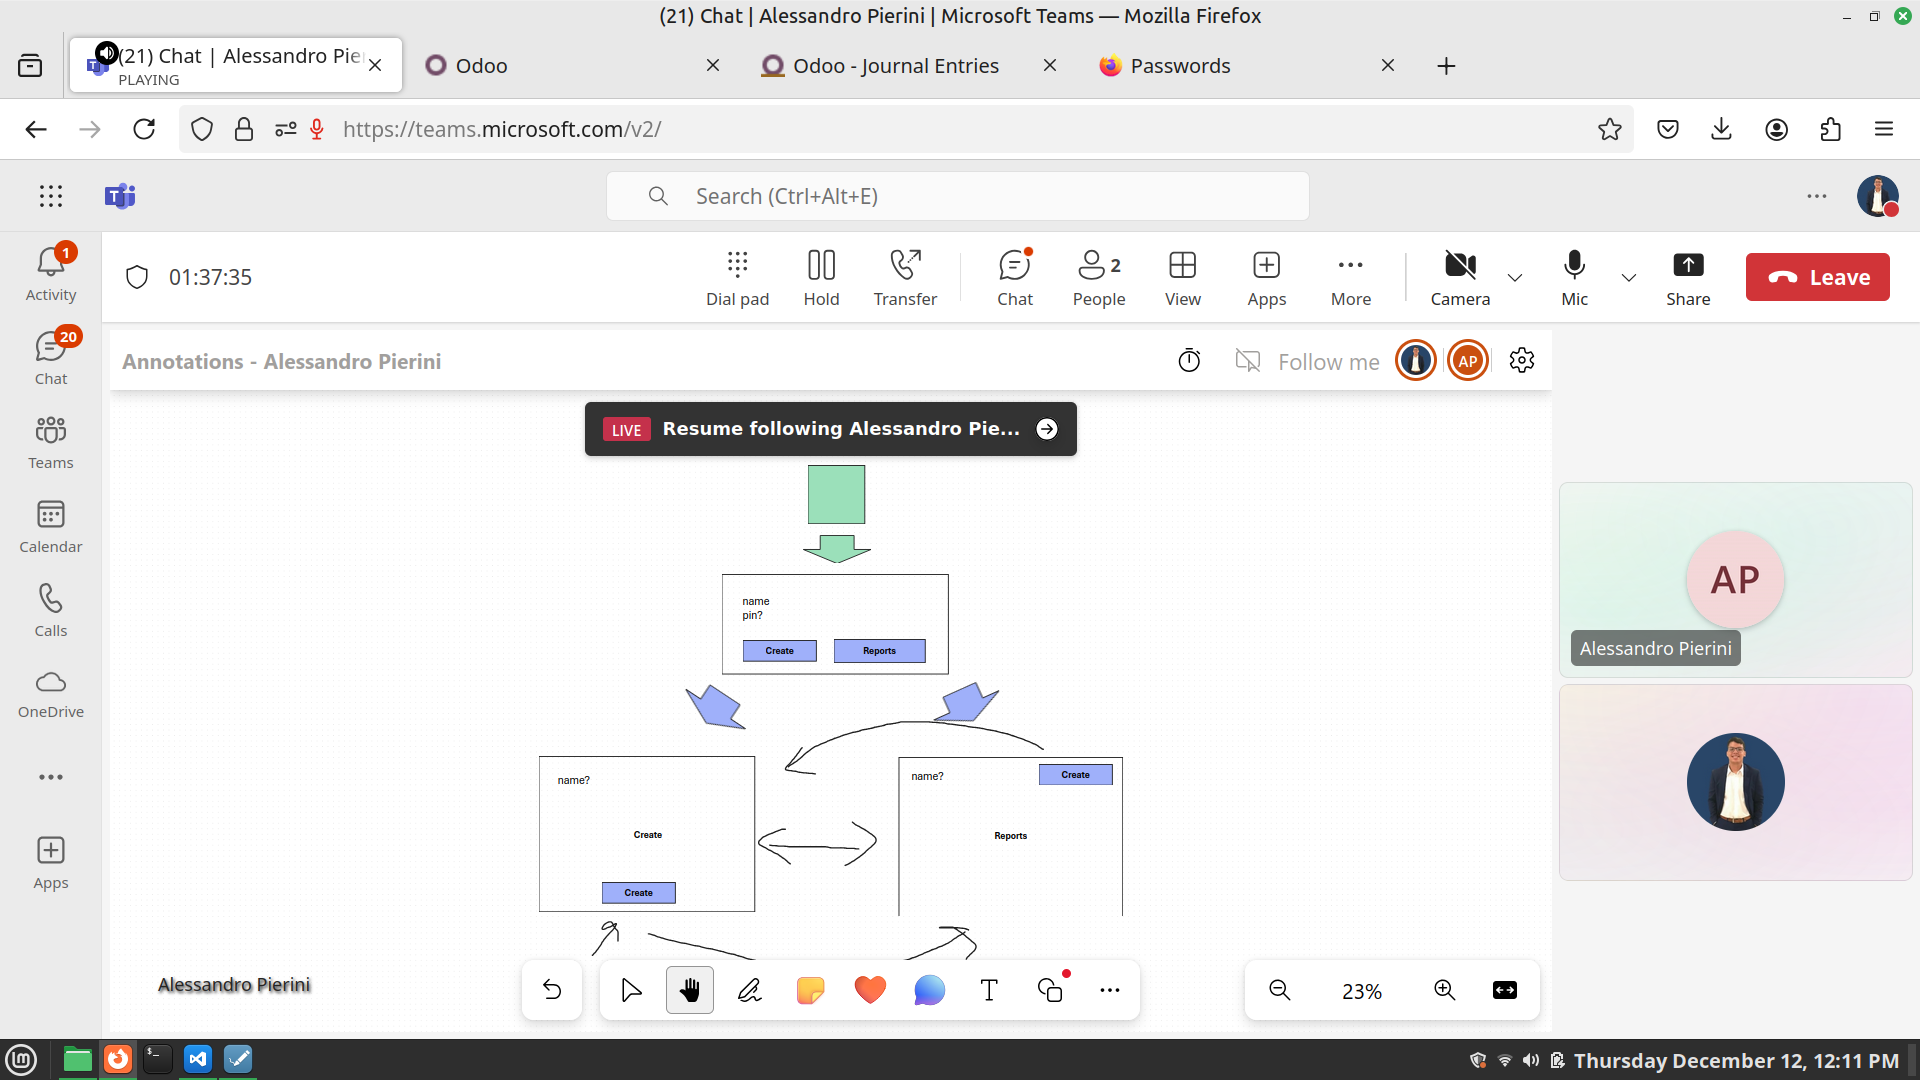 (21) Chat | Alessandro Pierini | Microsoft Teams — Mozilla Firefox
(21) Chat | Alessandro Pie
PLAYING
Odoo
Odoo - Journal Entries
Passwords
https://teams.microsoft.com/v2/
Search (Ctrl+Alt+E)
1
Activity
20
Chat
Teams
Calendar
Calls
OneDrive
Apps
01:37:35
Dial pad
Hold
Transfer
Chat
2
People
View
Apps
More
Camera
Mic
Share
Leave
Annotations - Alessandro Pierini
Follow me
AP
LIVE Resume following Alessandro Pie...
name
pin?
Create
Reports
name?
Create
Create
name?
Create
Reports
Alessandro Pierini
T
23%
AP
Alessandro Pierini
Thursday December 12, 12:11 PM